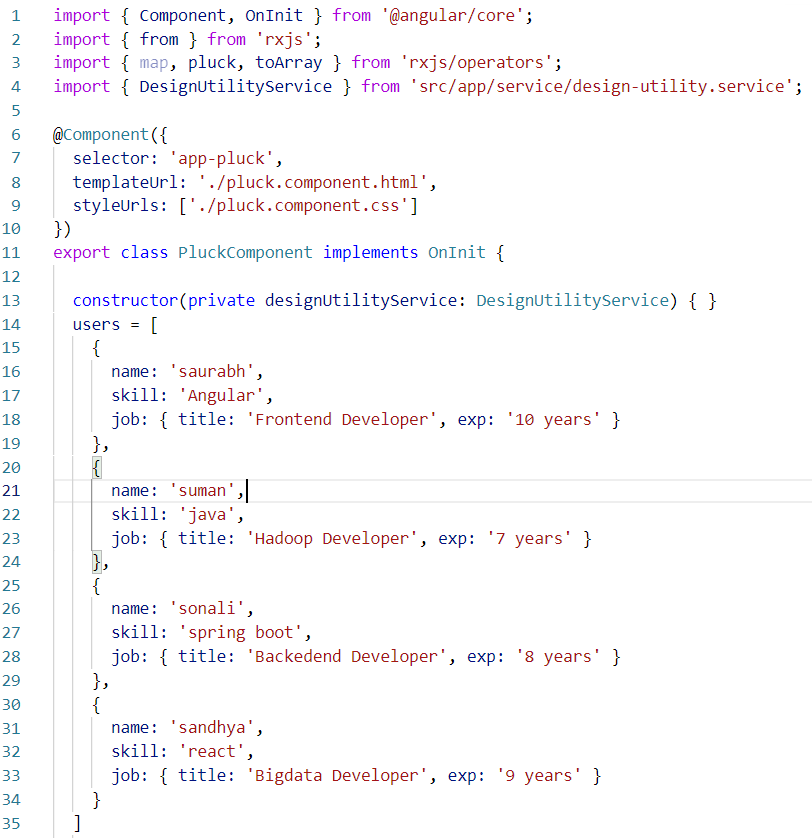 1 import { Component, OnInit } from '@angular/core';
2 import { from } from 'rxjs';
3 import { map, pluck, toArray } from 'rxjs/operators';
4 import { DesignUtilityService } from 'src/app/service/design-utility.service';
5
6 @Component({
7   selector: 'app-pluck',
8   templateUrl: './pluck.component.html',
9   styleUrls: ['./pluck.component.css']
10 })
11 export class PluckComponent implements OnInit {
12
13   constructor(private designUtilityService: DesignUtilityService) { }
14   users = [
15     {
16       name: 'saurabh',
17       skill: 'Angular',
18       job: { title: 'Frontend Developer', exp: '10 years' }
19     },
20     {
21       name: 'suman',
22       skill: 'java',
23       job: { title: 'Hadoop Developer', exp: '7 years' }
24     },
25     {
26       name: 'sonali',
27       skill: 'spring boot',
28       job: { title: 'Backedend Developer', exp: '8 years' }
29     },
30     {
31       name: 'sandhya',
32       skill: 'react',
33       job: { title: 'Bigdata Developer', exp: '9 years' }
34     }
35   ]